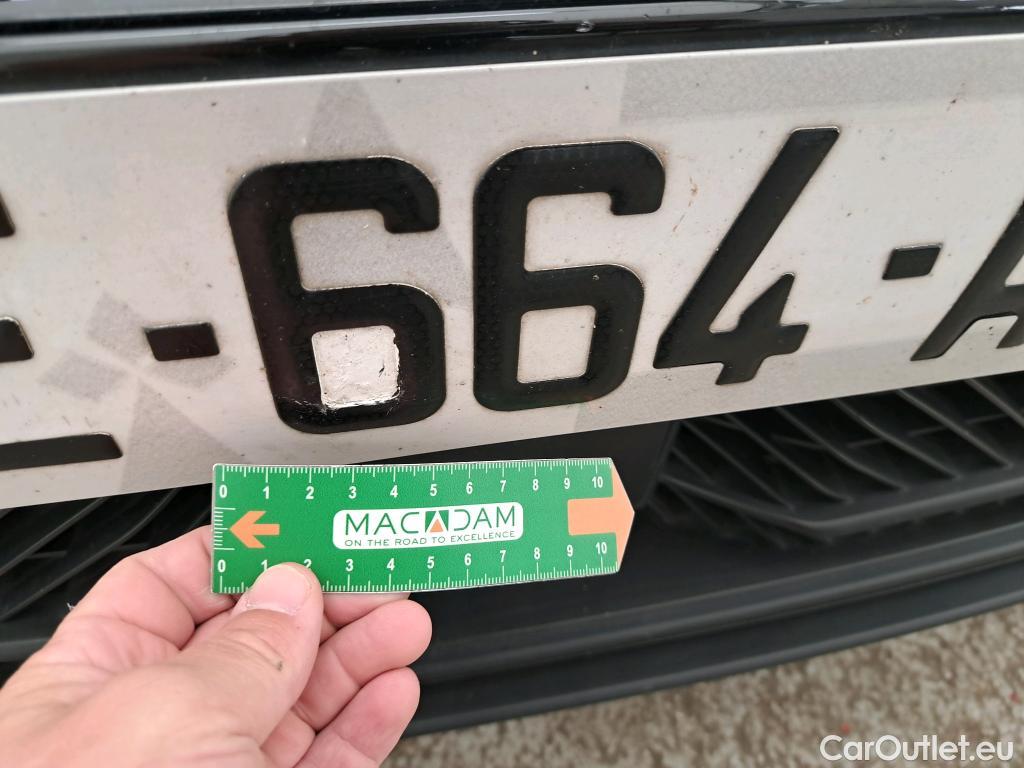 -664-A
0 1 2 3 4 5 6 7 8 9 10
MACADAM
ON THE ROAD TO EXCELLENCE
0 1 2 3 4 5 6 7 8 9 10
CarOutlet.eu